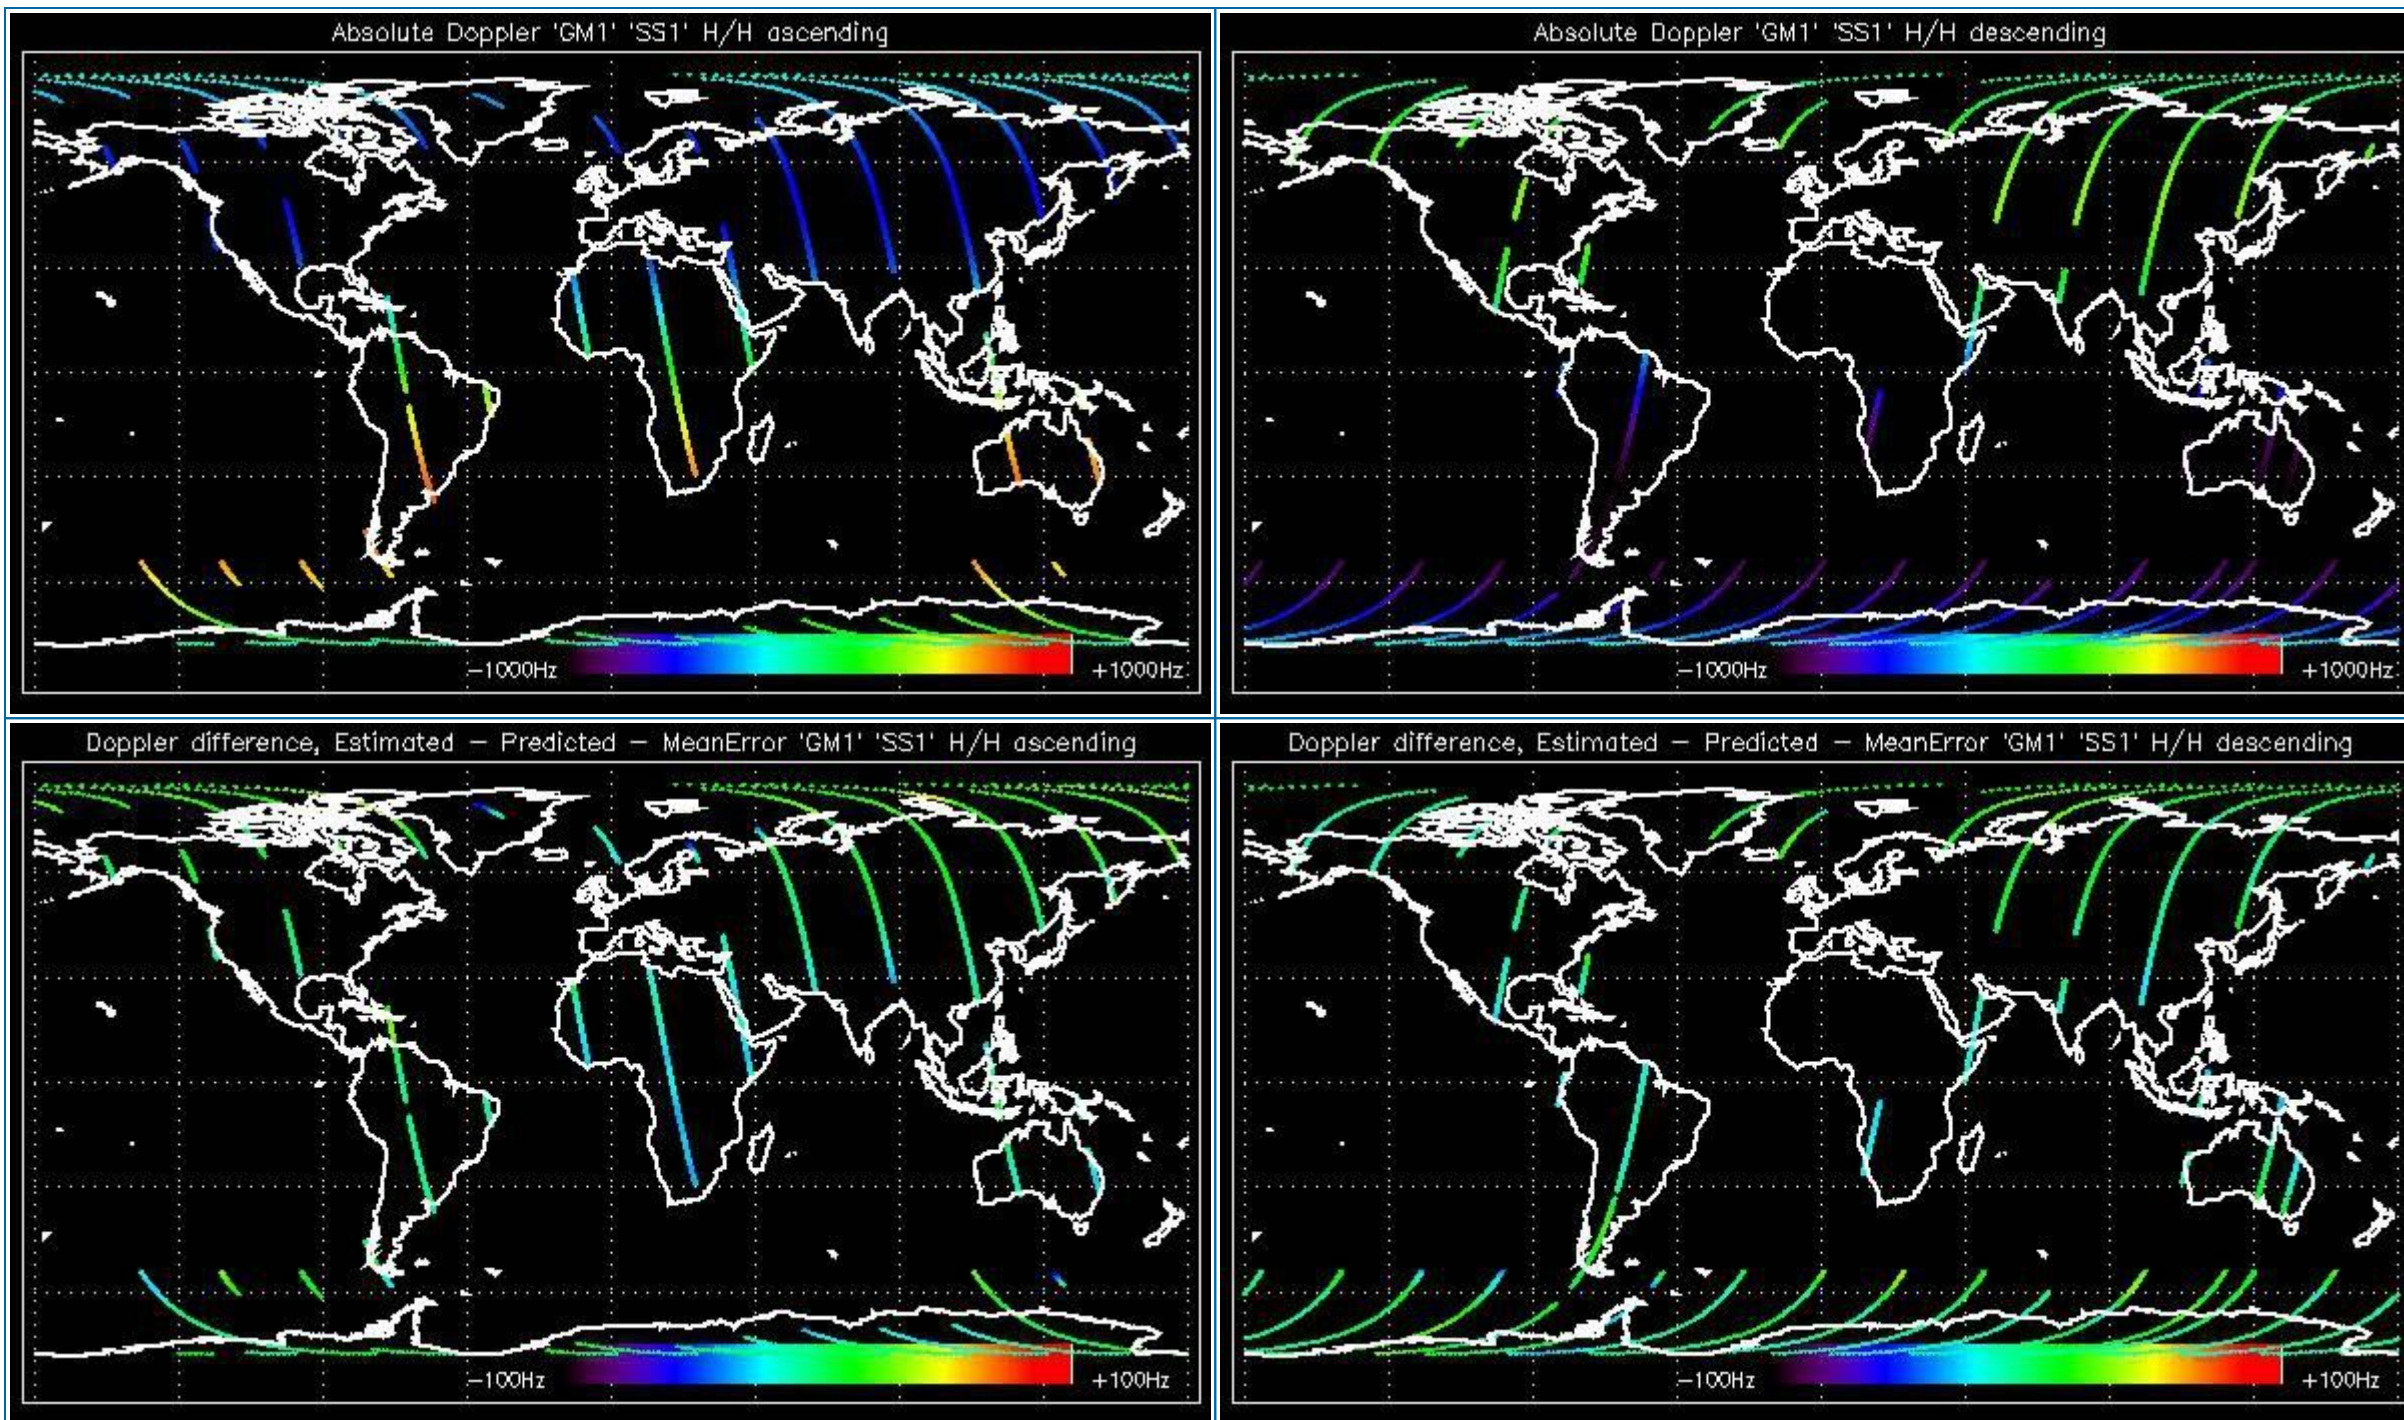 Absolute Doppler 'GM1' 'SS1' H/H ascending
-1000Hz +1000Hz
Absolute Doppler 'GM1' 'SS1' H/H descending
-1000Hz +1000Hz
Doppler difference, Estimated - Predicted - MeanError 'GM1' 'SS1' H/H ascending
-100Hz +100Hz
Doppler difference, Estimated - Predicted - MeanError 'GM1' 'SS1' H/H descending
-100Hz +100Hz